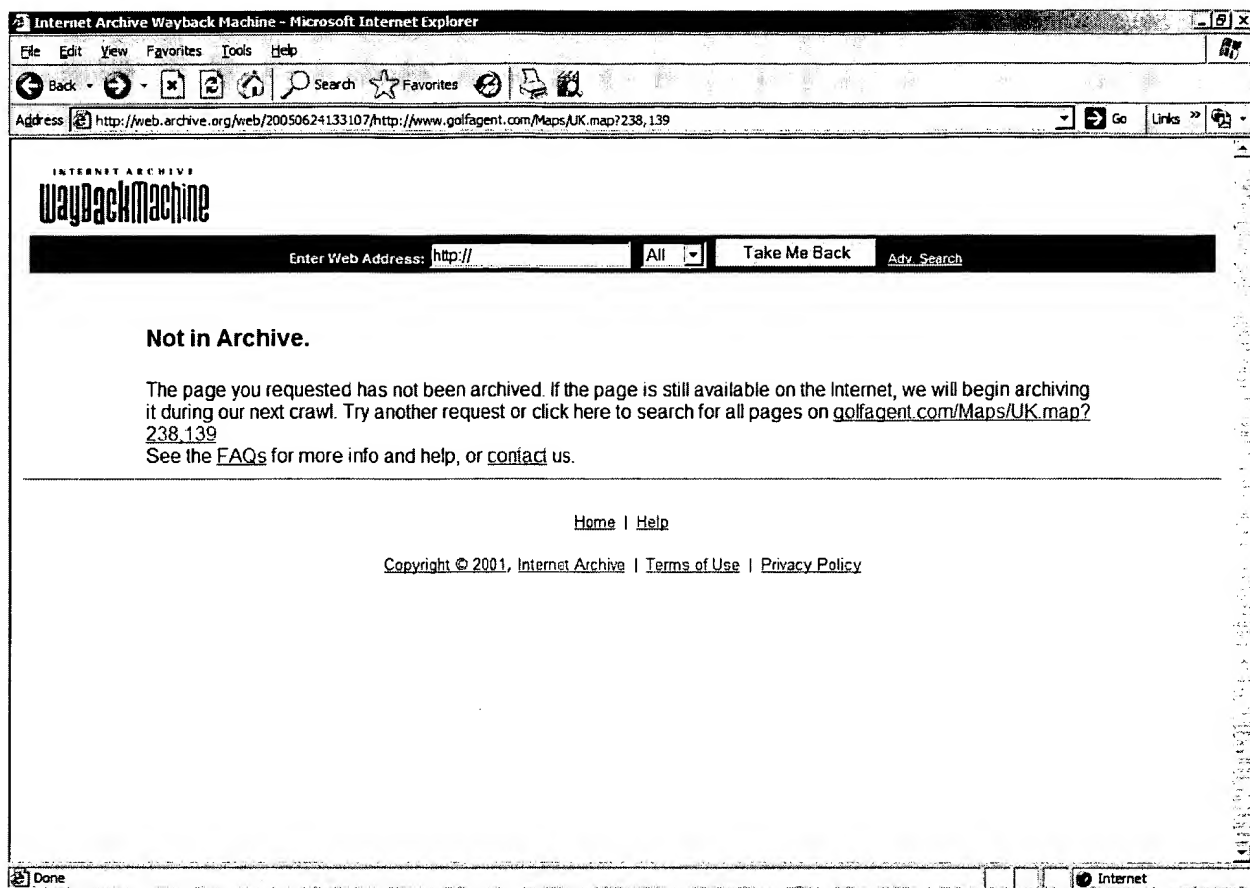 Internet Archive Wayback Machine - Microsoft Internet Explorer
File Edit View Favorites Tools Help
Back Search Favorites
Address http://web.archive.org/web/20050624133107/http://www.golfagent.com/Maps/UK.map?238,139 Go Links »
INTERNET ARCHIVE
WayBackMachine
Enter Web Address: http:// All Take Me Back Adv. Search
Not in Archive.
The page you requested has not been archived. If the page is still available on the Internet, we will begin archiving
it during our next crawl. Try another request or click here to search for all pages on golfagent.com/Maps/UK.map?
238,139
See the FAQs for more info and help, or contact us.
Home | Help
Copyright © 2001, Internet Archive | Terms of Use | Privacy Policy
Done Internet